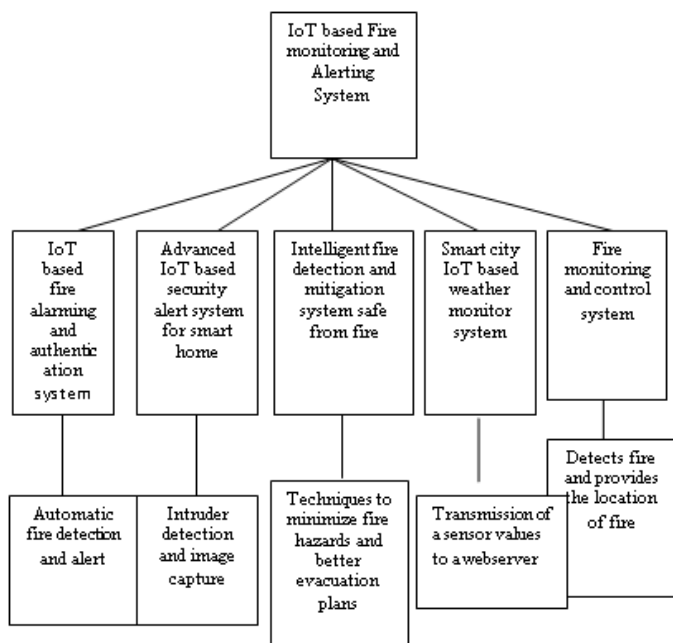 IoT based Fire
monitoring and
Alerting
System
IoT
based
fire
alarming
and
authentic
ation
system
Advanced
IoT based
security
alert system
for smart
home
Intelligent fire
detection and
mitigation
system safe
from fire
Smart city
IoT based
weather
monitor
system
Fire
monitoring
and control
system
Automatic
fire detection
and alert
Intruder
detection
and image
capture
Techniques to
minimize fire
hazards and
better
evacuation
plans
Transmission of
a sensor values
to a webserver
Detects fire
and provides
the location
of fire